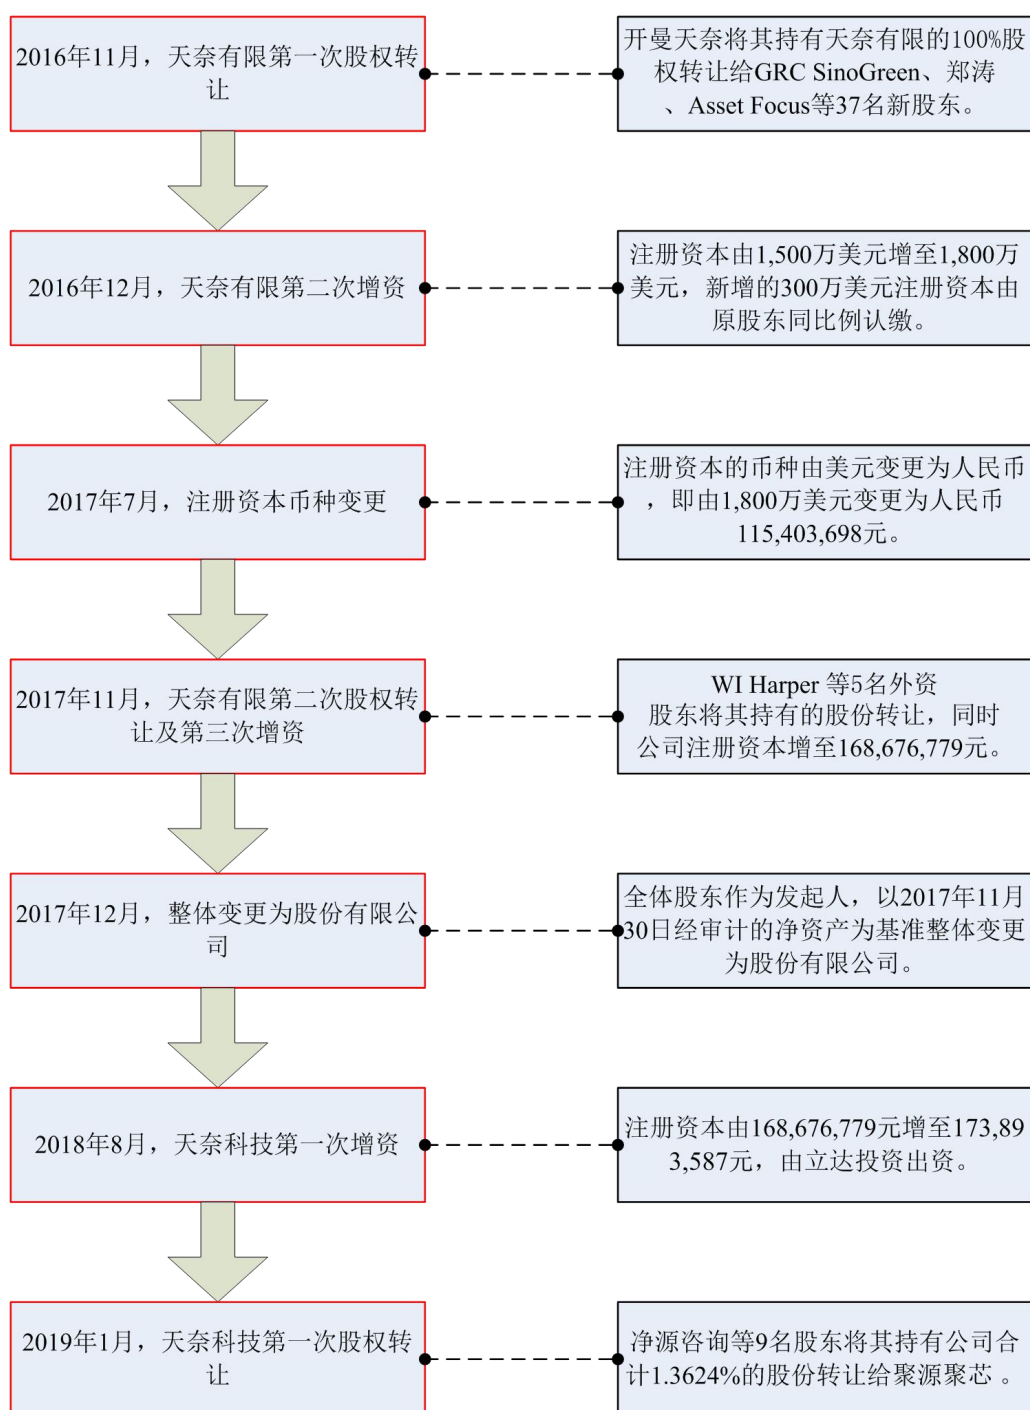 2016年11月，天奈有限第一次股权转
让
开曼天奈将其持有天奈有限的100%股
权转让给GRC SinoGreen、郑涛
、Asset Focus等37名新股东。
2016年12月，天奈有限第二次增资
注册资本由1,500万美元增至1,800万
美元，新增的300万美元注册资本由
原股东同比例认缴。
2017年7月，注册资本币种变更
注册资本的币种由美元变更为人民币
，即由1,800万美元变更为人民币
115,403,698元。
2017年11月，天奈有限第二次股权转
让及第三次增资
WI Harper 等5名外资
股东将其持有的股份转让，同时
公司注册资本增至168,676,779元。
2017年12月，整体变更为股份有限公
司
全体股东作为发起人，以2017年11月
30日经审计的净资产为基准整体变更
为股份有限公司。
2018年8月，天奈科技第一次增资
注册资本由168,676,779元增至173,89
3,587元，由立达投资出资。
2019年1月，天奈科技第一次股权转
让
净源咨询等9名股东将其持有公司合
计1.3624%的股份转让给聚源聚芯 。